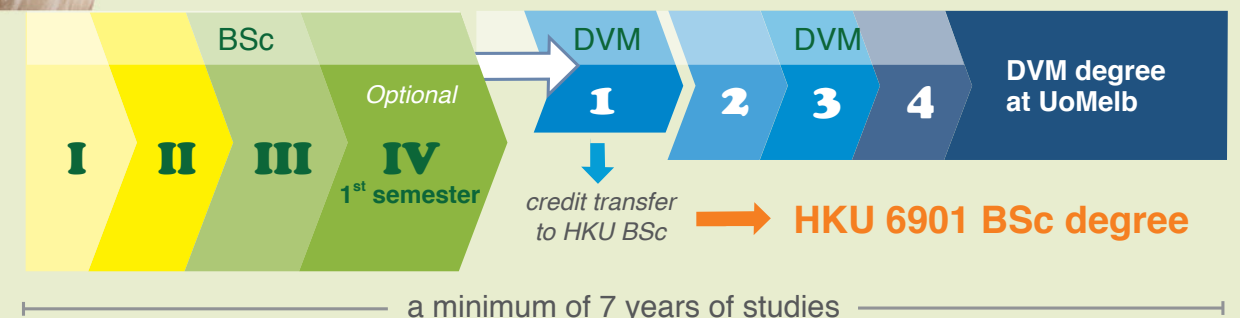 BSc
DVM
DVM
Optional
I
II
III
IV
1st semester
1
2
3
4
DVM degree
at UoMelb
credit transfer
to HKU BSc
HKU 6901 BSc degree
a minimum of 7 years of studies